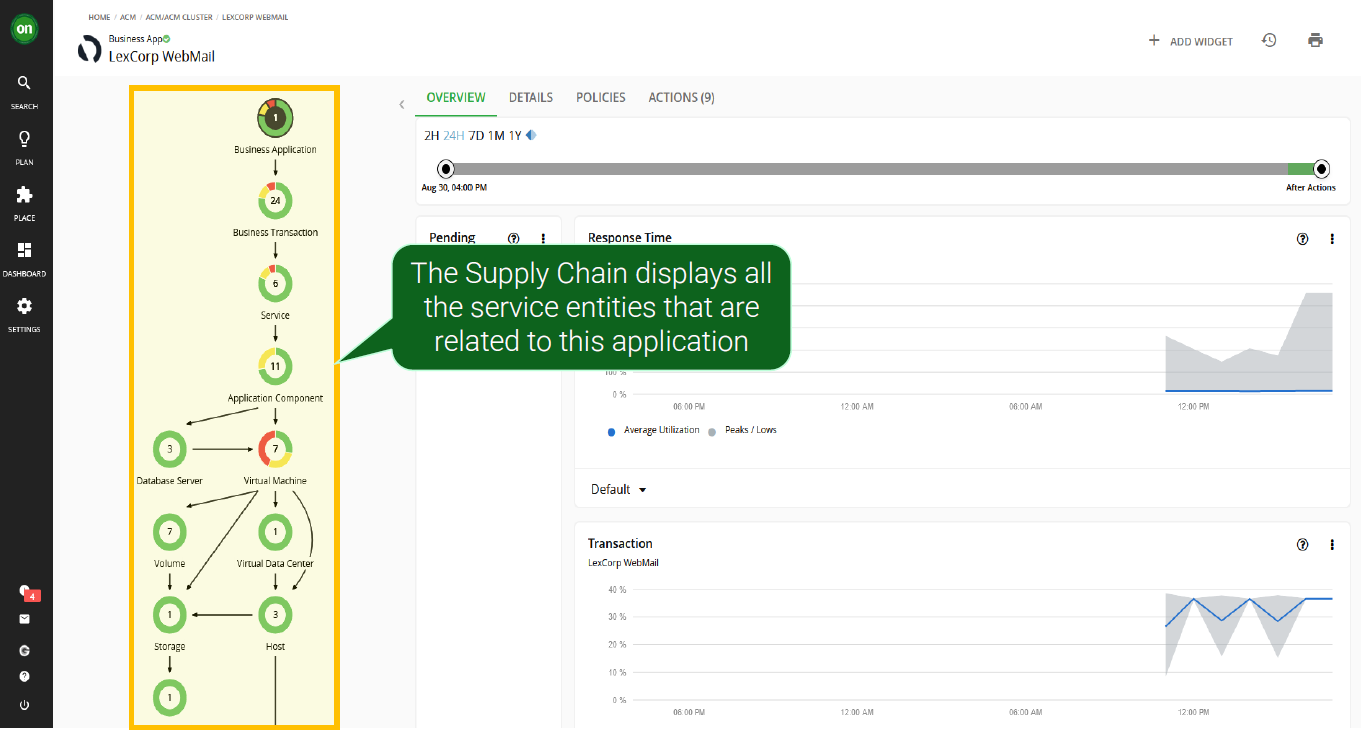 on
HOME / ACM / ACM/ACM CLUSTER / LEXCORP WEBMAIL
Business App
LexCorp WebMail
ADD WIDGET
SEARCH
PLAN
PLACE
DASHBOARD
SETTINGS
4
1
Business Application
24
Business Transaction
6
Service
11
Application Component
3
7
Database Server
Virtual Machine
7
1
Volume
Virtual Data Center
1
3
Storage
Host
1
OVERVIEW DETAILS POLICIES ACTIONS (9)
2H 24H 7D 1M 1Y
Aug 30, 04:00 PM
After Actions
Pending
The Supply Chain displays all
the service entities that are
related to this application
Response Time
100 %
0 %
06:00 PM 12:00 AM 06:00 AM 12:00 PM
Average Utilization Peaks / Lows
Default
Transaction
LexCorp WebMail
40 %
30 %
20 %
10 %
0 %
06:00 PM 12:00 AM 06:00 AM 12:00 PM